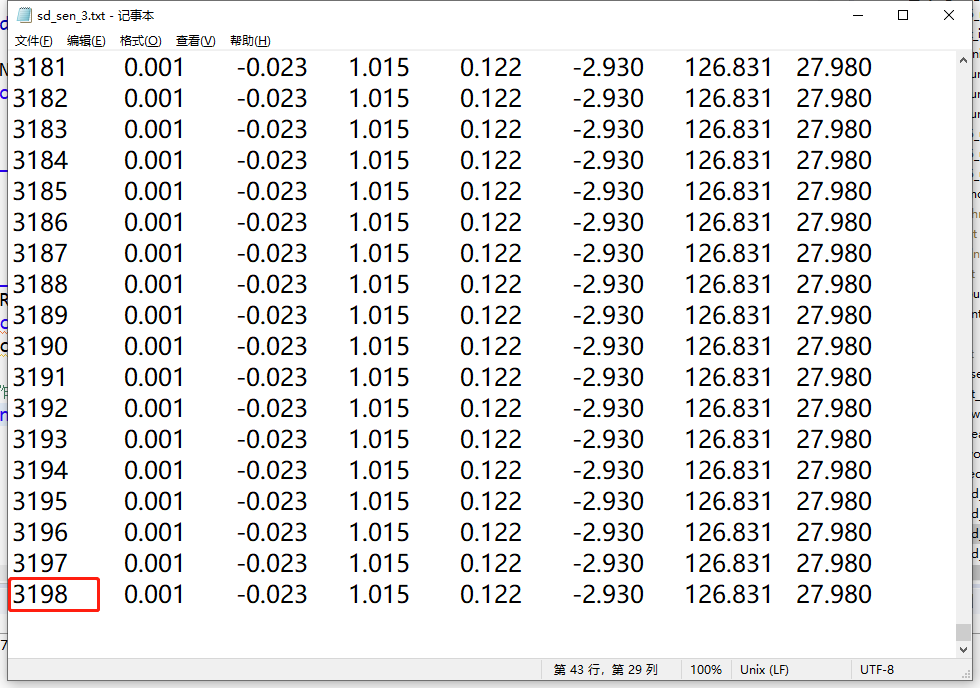 sd_sen_3.txt - 记事本
文件(F) 编辑(E) 格式(O) 查看(V) 帮助(H)
3181 0.001 -0.023 1.015 0.122 -2.930 126.831 27.980
3182 0.001 -0.023 1.015 0.122 -2.930 126.831 27.980
3183 0.001 -0.023 1.015 0.122 -2.930 126.831 27.980
3184 0.001 -0.023 1.015 0.122 -2.930 126.831 27.980
3185 0.001 -0.023 1.015 0.122 -2.930 126.831 27.980
3186 0.001 -0.023 1.015 0.122 -2.930 126.831 27.980
3187 0.001 -0.023 1.015 0.122 -2.930 126.831 27.980
3188 0.001 -0.023 1.015 0.122 -2.930 126.831 27.980
3189 0.001 -0.023 1.015 0.122 -2.930 126.831 27.980
3190 0.001 -0.023 1.015 0.122 -2.930 126.831 27.980
3191 0.001 -0.023 1.015 0.122 -2.930 126.831 27.980
3192 0.001 -0.023 1.015 0.122 -2.930 126.831 27.980
3193 0.001 -0.023 1.015 0.122 -2.930 126.831 27.980
3194 0.001 -0.023 1.015 0.122 -2.930 126.831 27.980
3195 0.001 -0.023 1.015 0.122 -2.930 126.831 27.980
3196 0.001 -0.023 1.015 0.122 -2.930 126.831 27.980
3197 0.001 -0.023 1.015 0.122 -2.930 126.831 27.980
3198 0.001 -0.023 1.015 0.122 -2.930 126.831 27.980
第 43 行，第 29 列 100% Unix (LF) UTF-8